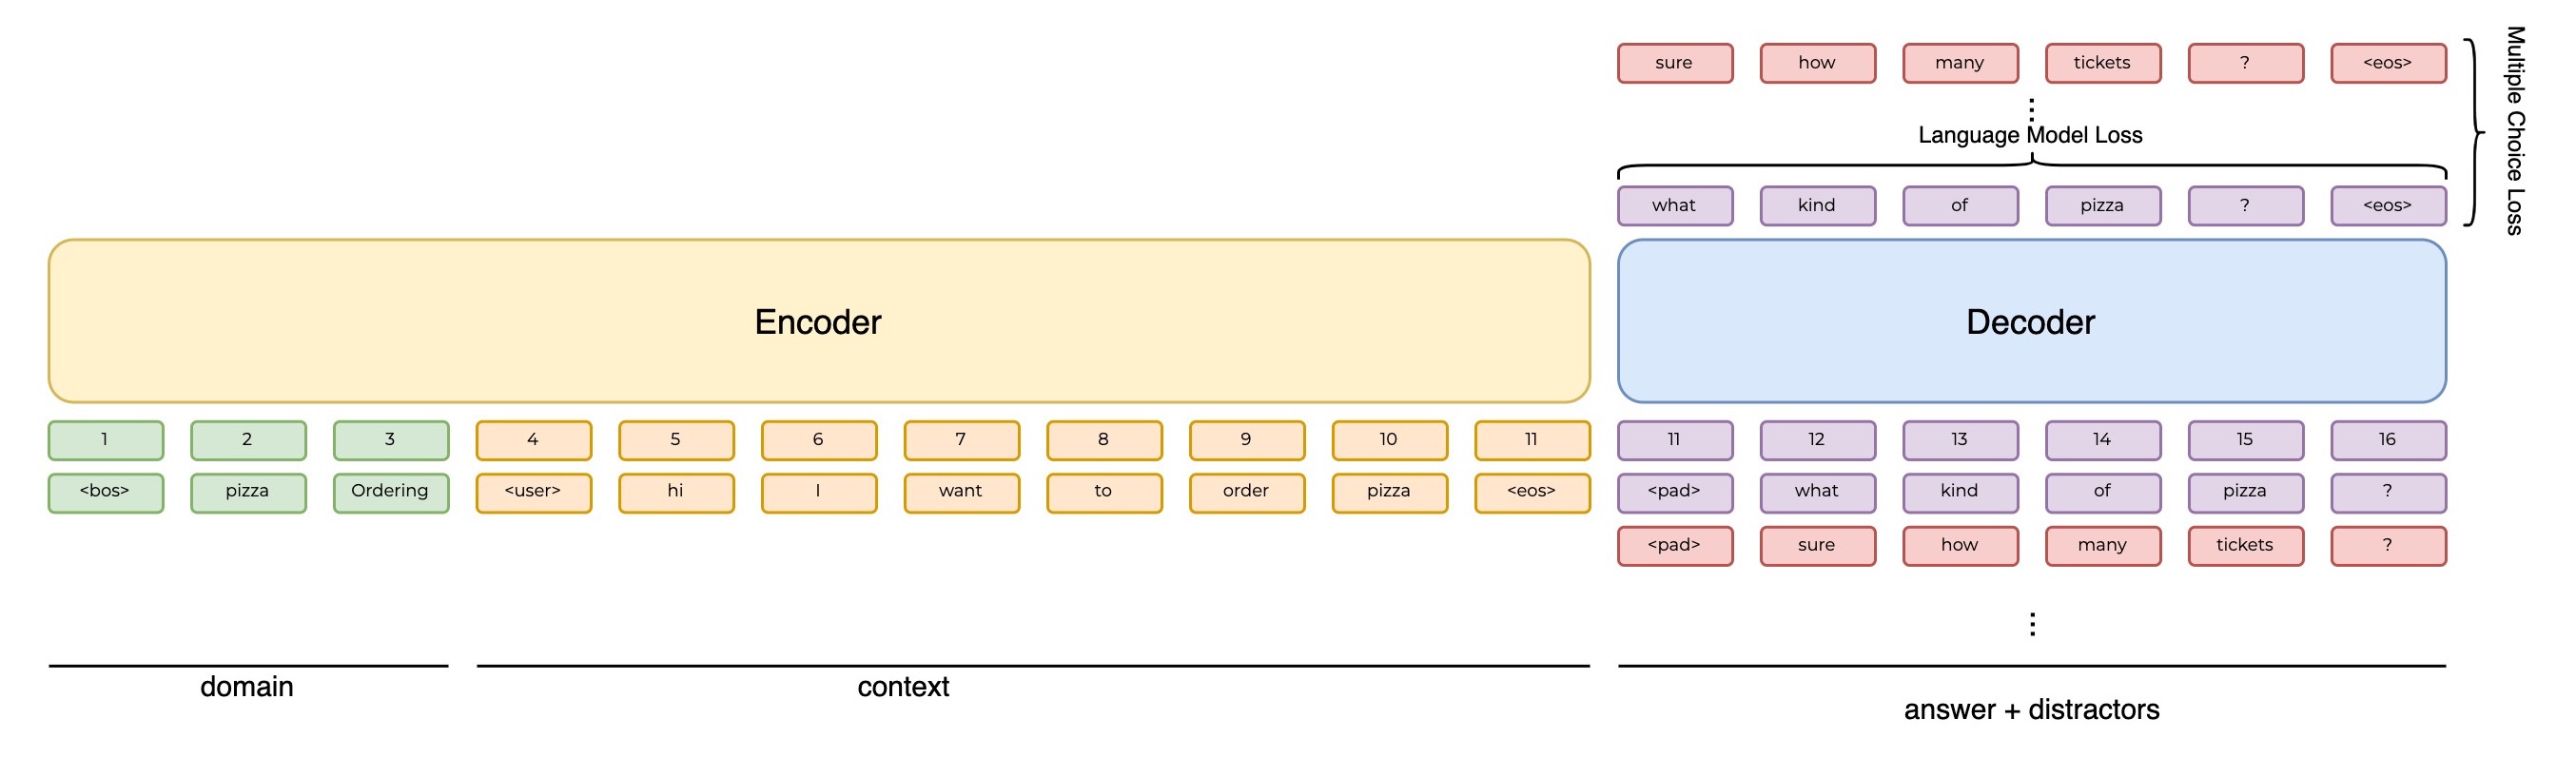 sure how many tickets ? <eos>
Language Model Loss
what kind of pizza ? <eos>
Multiple Choice Loss
Encoder
Decoder
1 2 3 4 5 6 7 8 9 10 11 11 12 13 14 15 16
<bos> pizza Ordering <user> hi I want to order pizza <eos> <pad> what kind of pizza ?
<pad> sure how many tickets ?
domain
context
answer + distractors